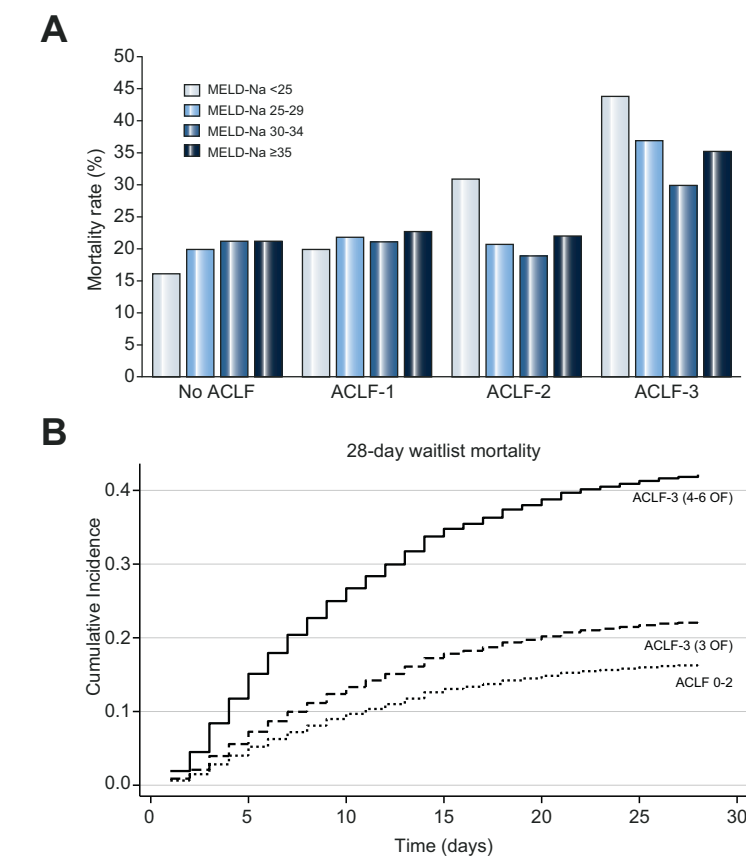 A
Mortality rate (%)
50
45
40
35
30
25
20
15
10
5
0
MELD-Na <25
MELD-Na 25-29
MELD-Na 30-34
MELD-Na ≥35
No ACLF ACLF-1 ACLF-2 ACLF-3
B
28-day waitlist mortality
Cumulative Incidence
0.4
0.3
0.2
0.1
0.0
ACLF-3 (4-6 OF)
ACLF-3 (3 OF)
ACLF 0-2
0 5 10 15 20 25 30
Time (days)